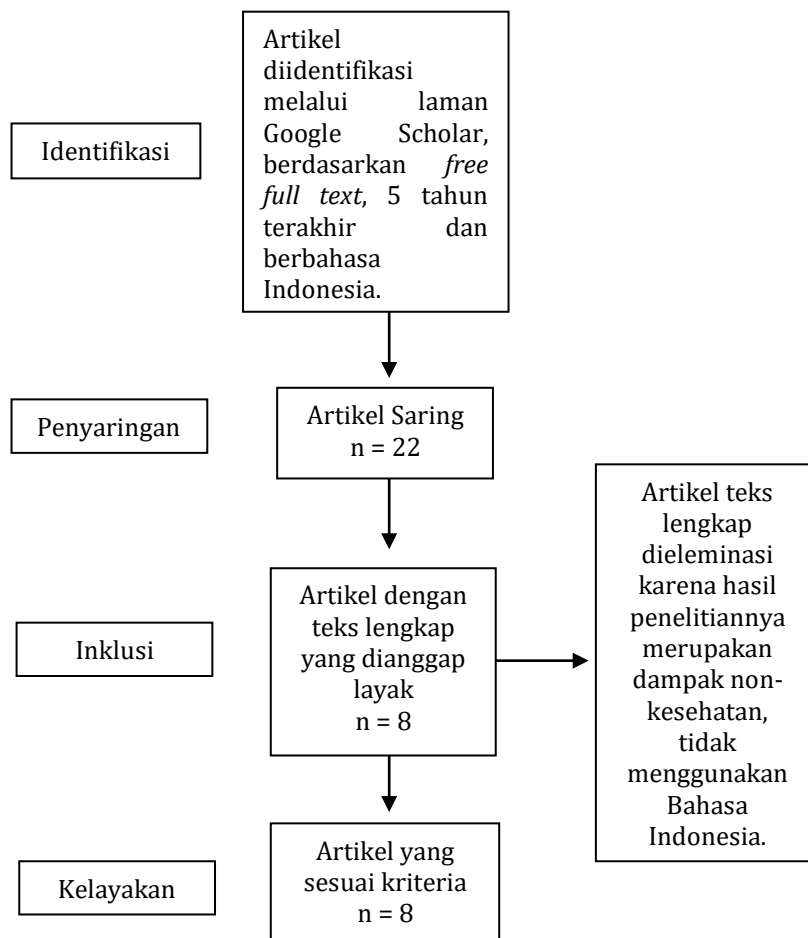 Artikel
diidentifikasi
melalui laman
Google Scholar,
berdasarkan free
full text, 5 tahun
terakhir dan
berbahasa
Indonesia.
Identifikasi
Penyaringan
Artikel Saring
n = 22
Inklusi
Artikel dengan
teks lengkap
yang dianggap
layak
n = 8
Artikel teks
lengkap
dieleminasi
karena hasil
penelitiannya
merupakan
dampak non-
kesehatan,
tidak
menggunakan
Bahasa
Indonesia.
Kelayakan
Artikel yang
sesuai kriteria
n = 8